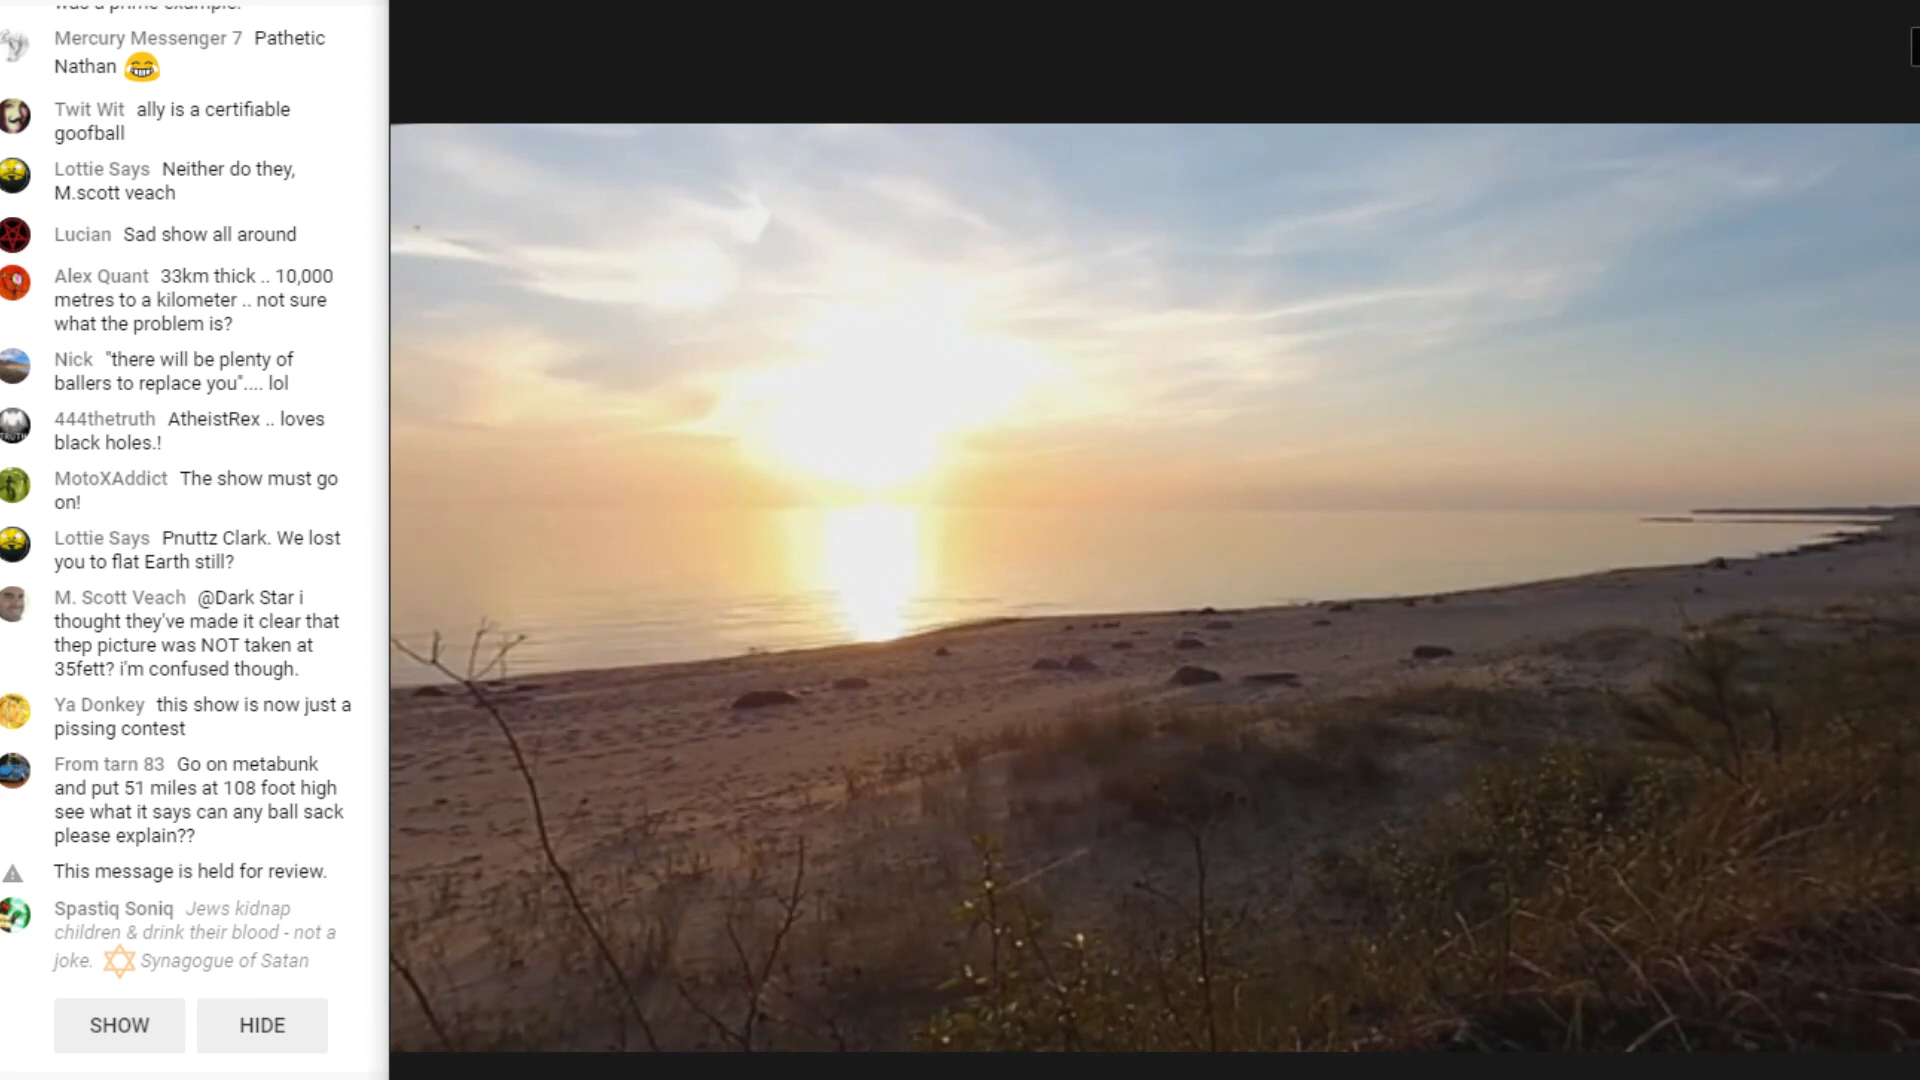 was a prime example.
Mercury Messenger 7 Pathetic
Nathan
Twit Wit ally is a certifiable
goofball
Lottie Says Neither do they,
M.scott veach
Lucian Sad show all around
Alex Quant 33km thick .. 10,000
metres to a kilometer .. not sure
what the problem is?
Nick "there will be plenty of
ballers to replace you".... lol
444thetruth AtheistRex .. loves
black holes.!
MotoXAddict The show must go
on!
Lottie Says Pnuttz Clark. We lost
you to flat Earth still?
M. Scott Veach @Dark Star i
thought they've made it clear that
thep picture was NOT taken at
35fett? i'm confused though.
Ya Donkey this show is now just a
pissing contest
From tarn 83 Go on metabunk
and put 51 miles at 108 foot high
see what it says can any ball sack
please explain??
This message is held for review.
Spastiq Soniq Jews kidnap
children & drink their blood - not a
joke. Synagogue of Satan
SHOW HIDE